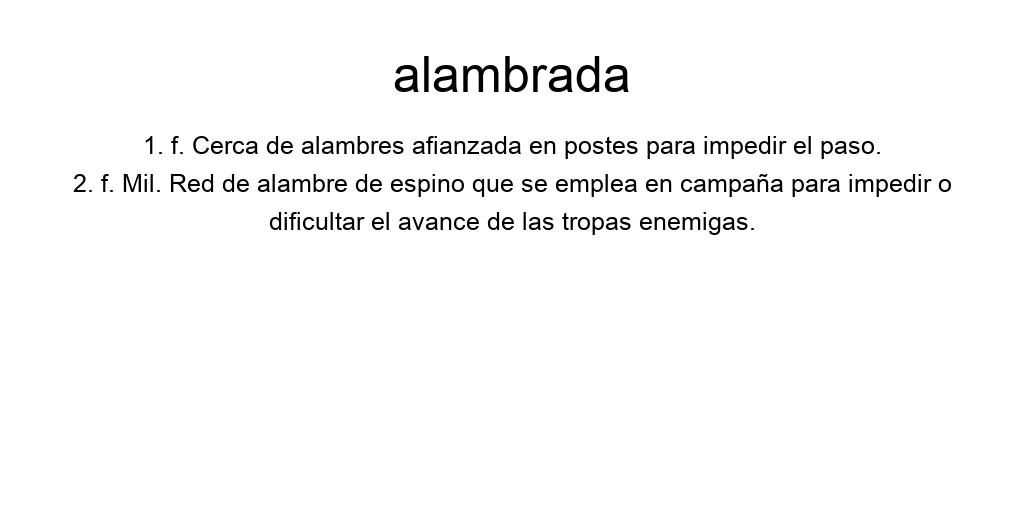 alambrada
1. f. Cerca de alambres afianzada en postes para impedir el paso.
2. f. Mil. Red de alambre de espino que se emplea en campaña para impedir o
dificultar el avance de las tropas enemigas.